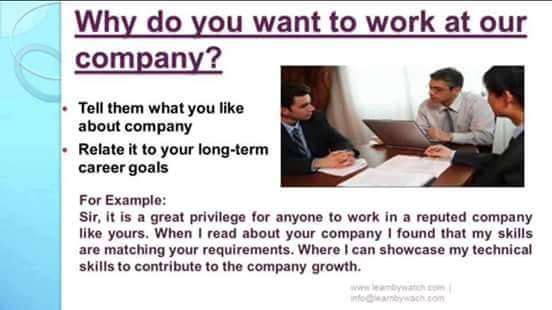 Why do you want to work at our
company?
• Tell them what you like
about company
• Relate it to your long-term
career goals
For Example:
Sir, it is a great privilege for anyone to work in a reputed company
like yours. When I read about your company I found that my skills
are matching your requirements. Where I can showcase my technical
skills to contribute to the company growth.
www.learnbywatch.com |
info@learnbywach.com